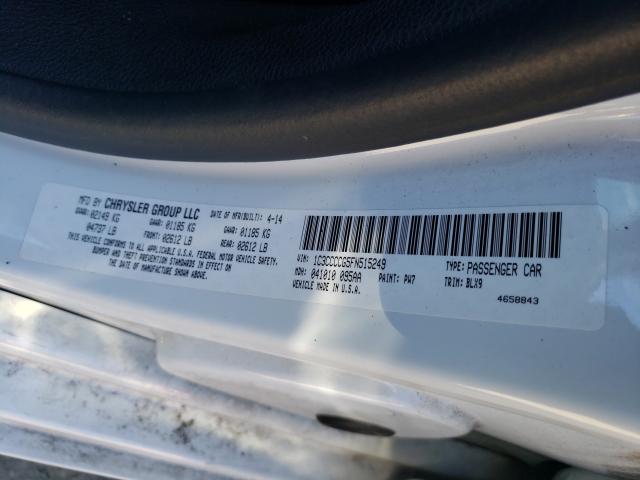 MFD BY CHRYSLER GROUP LLC DATE OF MFR(BUILT) 4-14
GVWR: 02149 KG GAWR: 01185 KG GAWR: 01185 KG
04737 LB FRONT: 02612 LB REAR: 02612 LB
THIS VEHICLE CONFORMS TO ALL APPLICABLE U.S.A. FEDERAL MOTOR VEHICLE SAFETY,
BUMPER AND THEFT PREVENTION STANDARDS IN EFFECT ON
THE DATE OF MANUFACTURE SHOWN ABOVE.
VIN: 1C3CCCCG5FN515249 TYPE: PASSENGER CAR
MDH: 041010 095AA PAINT: PW7 TRIM: BLX9
VEHICLE MADE IN U.S.A. 4658843